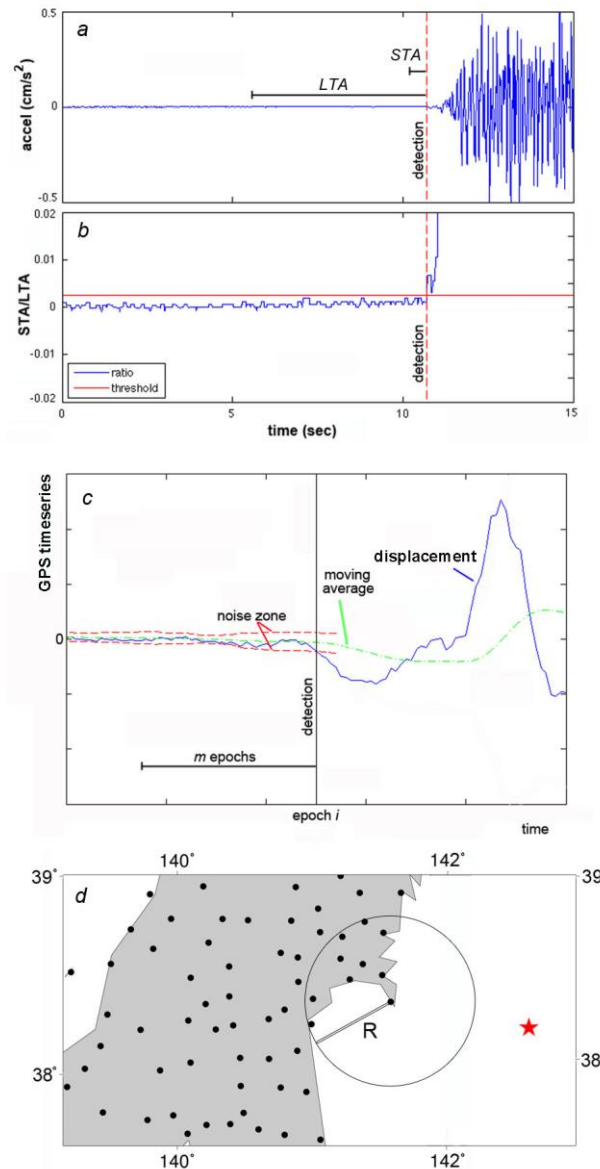 a
0.5
STA
LTA
accel (cm/s²)
0
detection
-0.5
b
0.02
0.01
STA/LTA
0
-0.01
detection
ratio
threshold
-0.02
0
5
10
15
time (sec)
c
GPS timeseries
displacement
moving
average
noise zone
0
detection
m epochs
epoch i
time
140˚
142˚
39˚
39˚
d
R
38˚
38˚
140˚
142˚